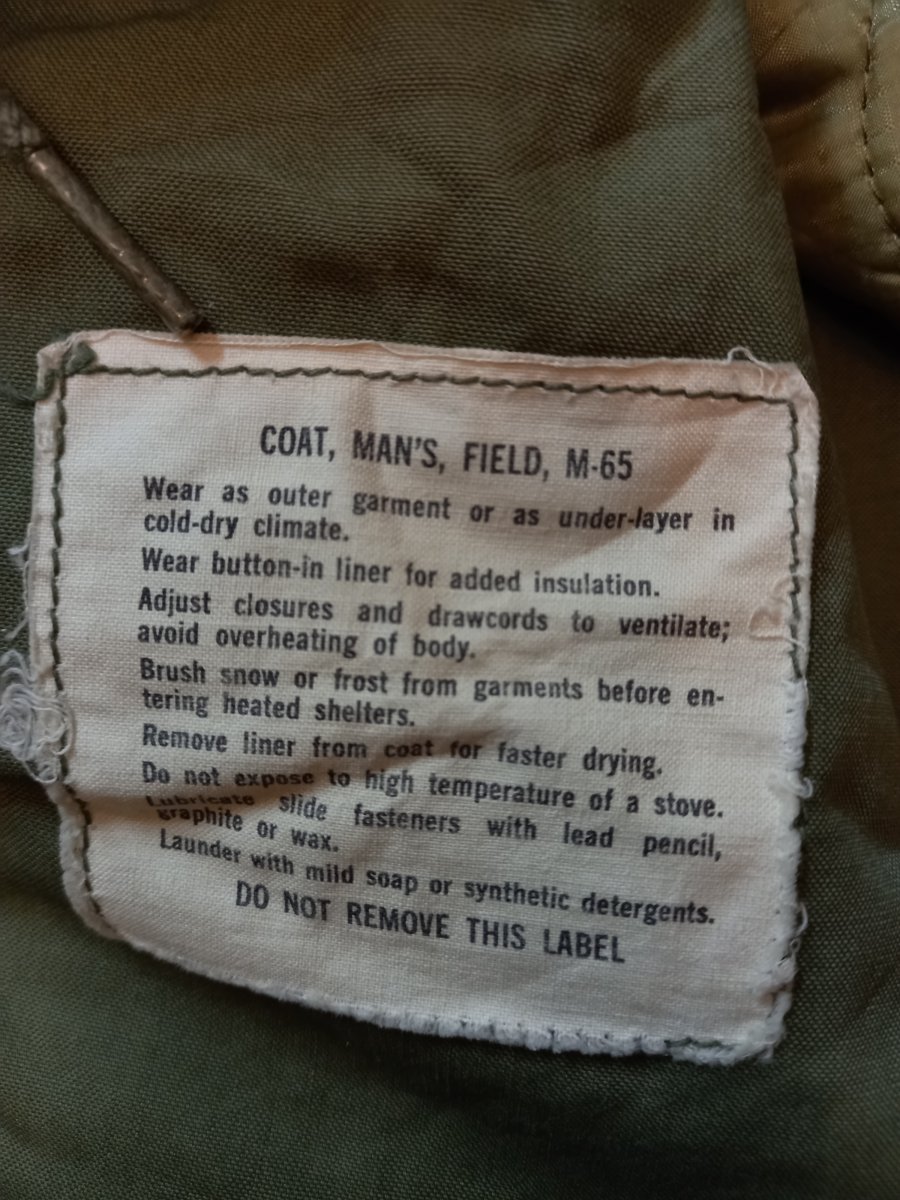 COAT, MAN'S, FIELD, M-65
Wear as outer garment or as under-layer in
cold-dry climate.
Wear button-in liner for added insulation.
Adjust closures and drawcords to ventilate;
avoid overheating of body.
Brush snow or frost from garments before en-
tering heated shelters.
Remove liner from coat for faster drying.
Do not expose to high temperature of a stove.
Lubricate slide fasteners with lead pencil,
graphite or wax.
Launder with mild soap or synthetic detergents.
DO NOT REMOVE THIS LABEL